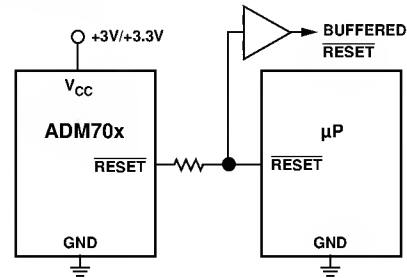 +3V/+3.3V
BUFFERED
RESET
VCC
ADM70x
μP
RESET
RESET
GND
GND